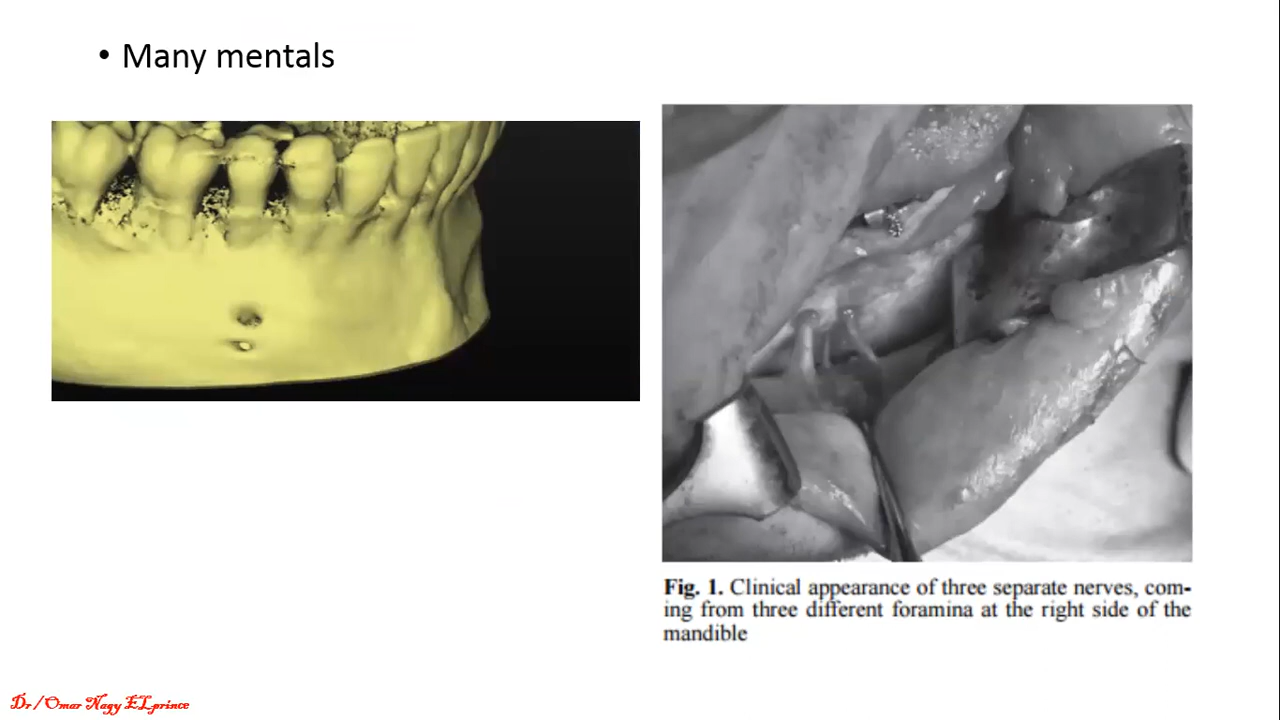 • Many mentals
Fig. 1. Clinical appearance of three separate nerves, com-
ing from three different foramina at the right side of the
mandible
Dr/Omar Nagy ELprince